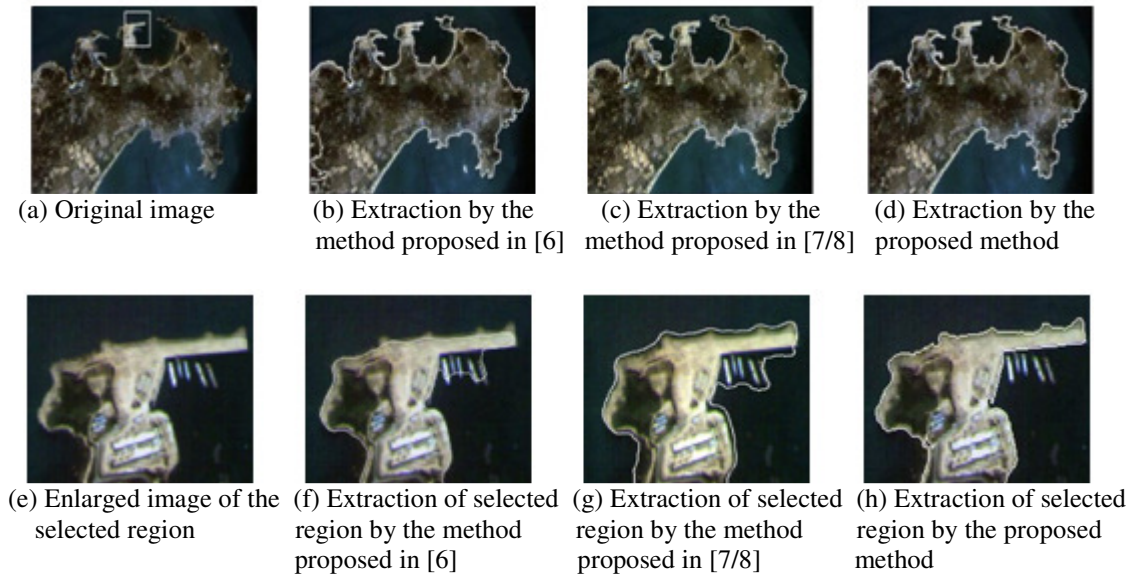 (a) Original image
(b) Extraction by the
method proposed in [6]
(c) Extraction by the
method proposed in [7/8]
(d) Extraction by the
proposed method
(e) Enlarged image of the
selected region
(f) Extraction of selected
region by the method
proposed in [6]
(g) Extraction of selected
region by the method
proposed in [7/8]
(h) Extraction of selected
region by the proposed
method